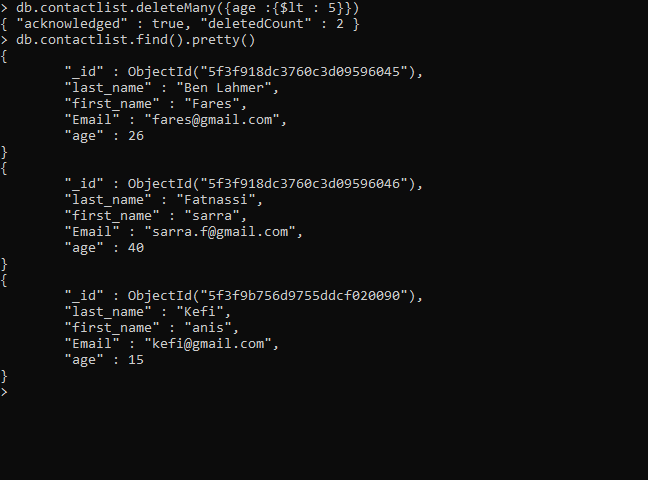 > db.contactlist.deleteMany({age :{$lt : 5}})
{ "acknowledged" : true, "deletedCount" : 2 }
> db.contactlist.find().pretty()
{
        "_id" : ObjectId("5f3f918dc3760c3d09596045"),
        "last_name" : "Ben Lahmer",
        "first_name" : "Fares",
        "Email" : "fares@gmail.com",
        "age" : 26
}
{
        "_id" : ObjectId("5f3f918dc3760c3d09596046"),
        "last_name" : "Fatnassi",
        "first_name" : "sarra",
        "Email" : "sarra.f@gmail.com",
        "age" : 40
}
{
        "_id" : ObjectId("5f3f9b756d9755ddcf020090"),
        "last_name" : "Kefi",
        "first_name" : "anis",
        "Email" : "kefi@gmail.com",
        "age" : 15
}
>